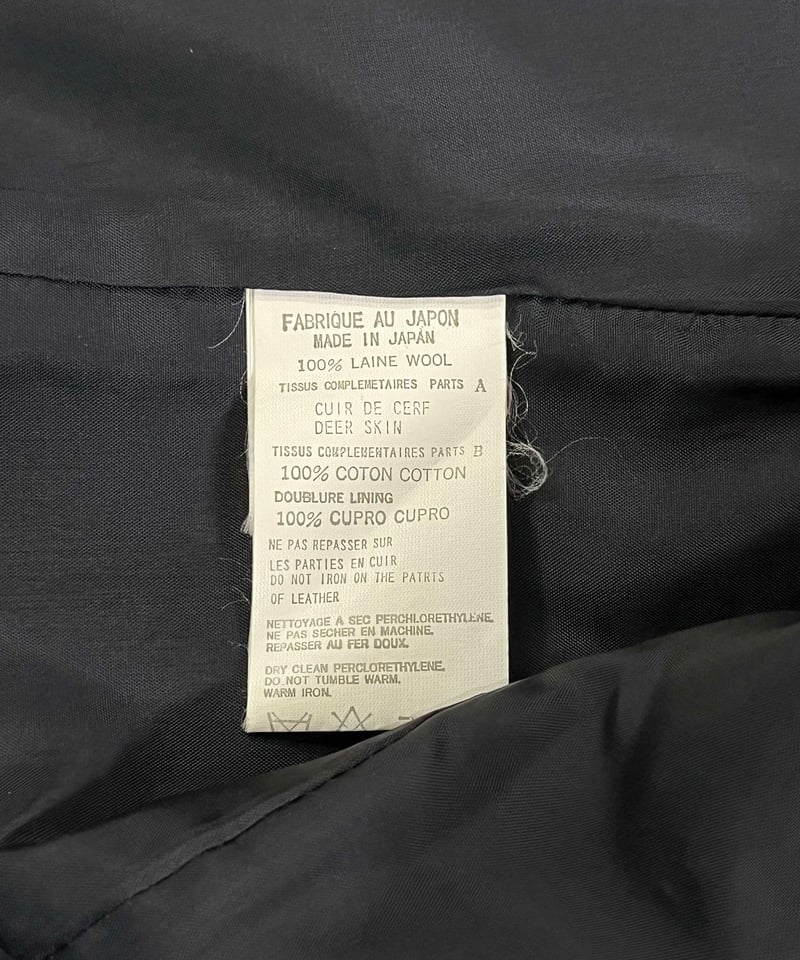 FABRIQUE AU JAPON
MADE IN JAPAN
100% LAINE WOOL
TISSUS COMPLEMETAIRES PARTS A
CUIR DE CERF
DEER SKIN
TISSUS COMPLEMENTAIRES PARTS B
100% COTON COTTON
DOUBLURE LINING
100% CUPRO CUPRO
NE PAS REPASSER SUR
LES PARTIES EN CUIR
DO NOT IRON ON THE PATRTS
OF LEATHER
NETTOYAGE A SEC PERCHLORETHYLENE.
NE PAS SECHER EN MACHINE.
REPASSER AU FER DOUX.
DRY CLEAN PERCLORETHYLENE.
DO NOT TUMBLE WARM.
WARM IRON.